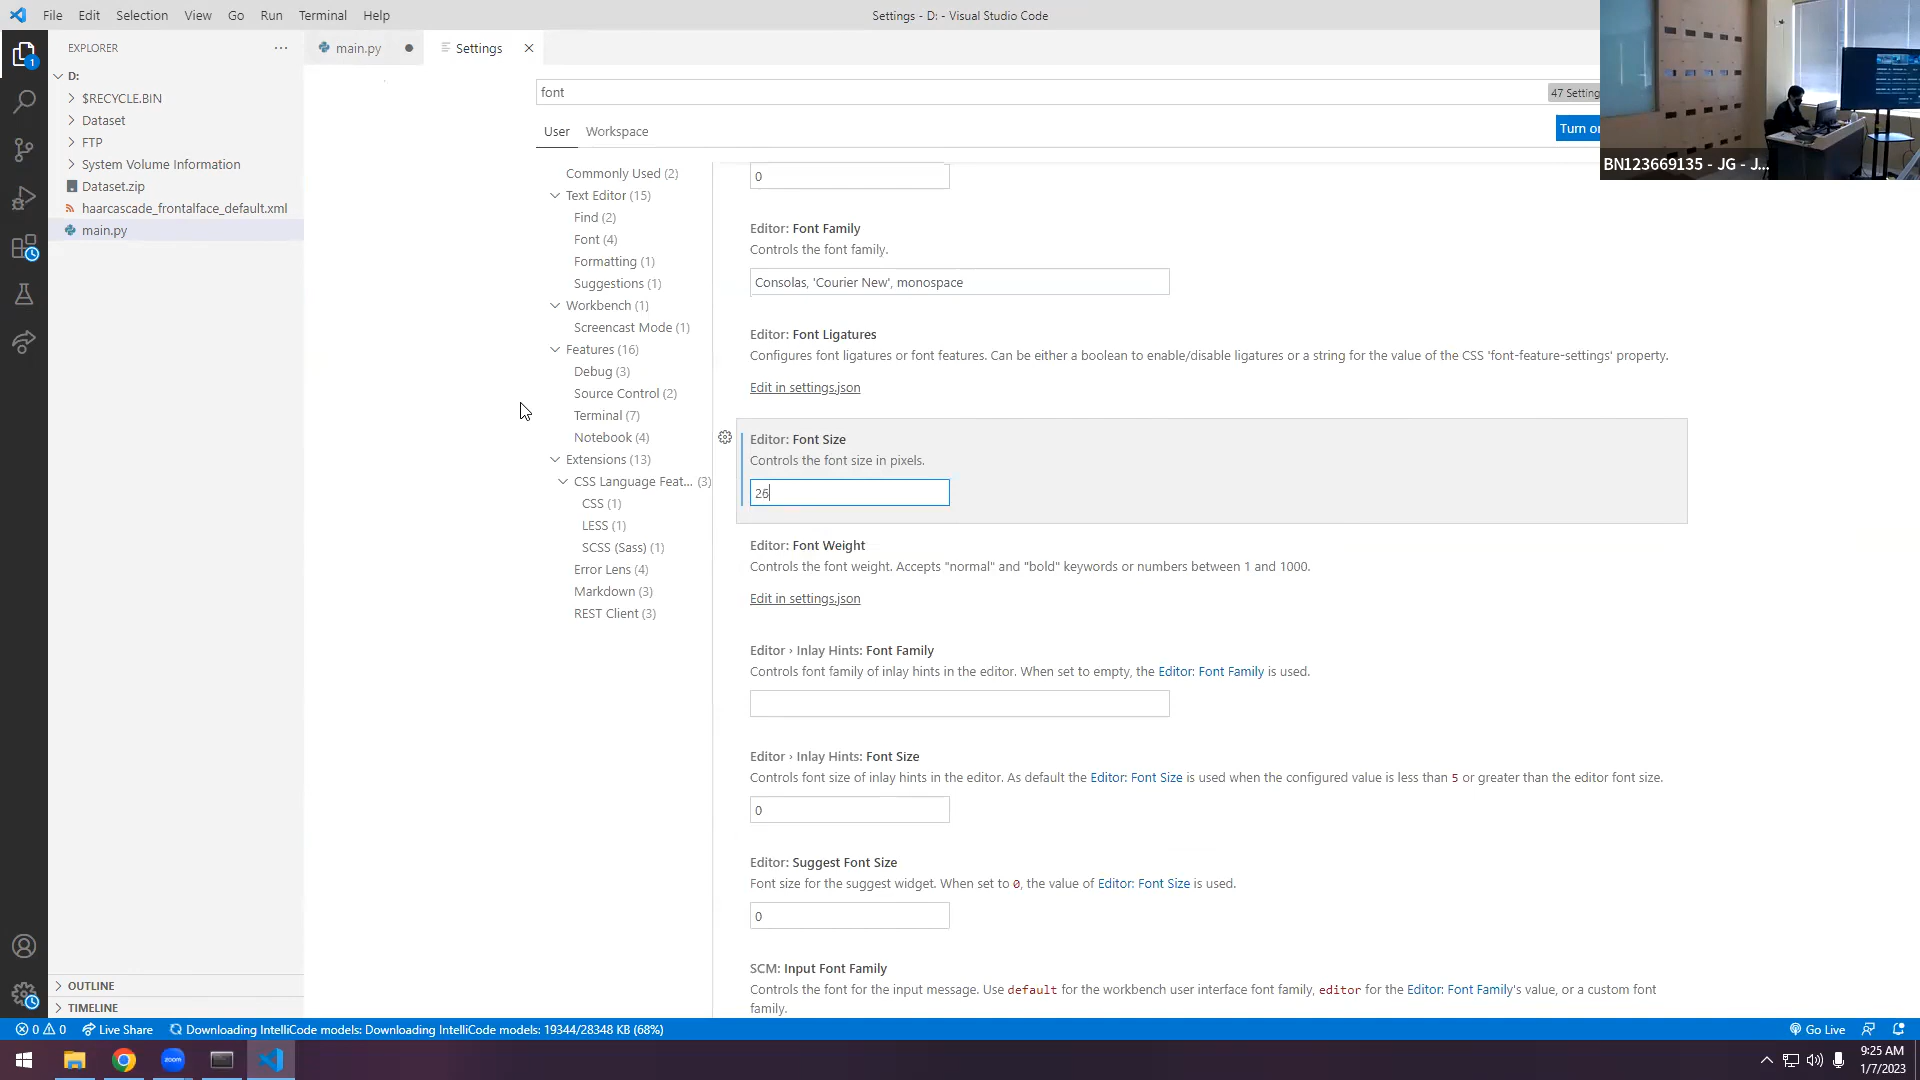 File Edit Selection View Go Run Terminal Help
Settings - D: - Visual Studio Code
EXPLORER
D:
$RECYCLE.BIN
Dataset
FTP
System Volume Information
Dataset.zip
haarcascade_frontalface_default.xml
main.py
OUTLINE
TIMELINE
main.py
Settings
font
47 Setting
User Workspace
Turn on
Commonly Used (2)
Text Editor (15)
Find (2)
Font (4)
Formatting (1)
Suggestions (1)
Workbench (1)
Screencast Mode (1)
Features (16)
Debug (3)
Source Control (2)
Terminal (7)
Notebook (4)
Extensions (13)
CSS Language Feat... (3)
CSS (1)
LESS (1)
SCSS (Sass) (1)
Error Lens (4)
Markdown (3)
REST Client (3)
0
Editor: Font Family
Controls the font family.
Consolas, 'Courier New', monospace
Editor: Font Ligatures
Configures font ligatures or font features. Can be either a boolean to enable/disable ligatures or a string for the value of the CSS 'font-feature-settings' property.
Edit in settings.json
Editor: Font Size
Controls the font size in pixels.
26
Editor: Font Weight
Controls the font weight. Accepts "normal" and "bold" keywords or numbers between 1 and 1000.
Edit in settings.json
Editor › Inlay Hints: Font Family
Controls font family of inlay hints in the editor. When set to empty, the Editor: Font Family is used.
Editor › Inlay Hints: Font Size
Controls font size of inlay hints in the editor. As default the Editor: Font Size is used when the configured value is less than 5 or greater than the editor font size.
0
Editor: Suggest Font Size
Font size for the suggest widget. When set to 0, the value of Editor: Font Size is used.
0
SCM: Input Font Family
Controls the font for the input message. Use default for the workbench user interface font family, editor for the Editor: Font Family's value, or a custom font
family.
BN123669135 - JG - J...
1
0 0 Live Share Downloading IntelliCode models: Downloading IntelliCode models: 19344/28348 KB (68%)
Go Live
zoom
9:25 AM
1/7/2023